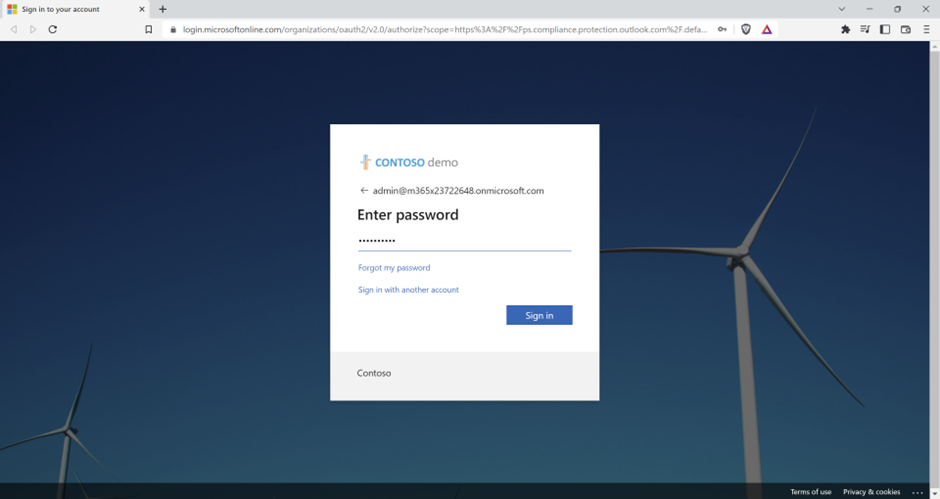 Sign in to your account
login.microsoftonline.com/organizations/oauth2/v2.0/authorize?scope=https%3A%2F%2Fps.compliance.protection.outlook.com%2F.defa...
CONTOSO demo
admin@m365x23722648.onmicrosoft.com
Enter password
Forgot my password
Sign in with another account
Sign in
Contoso
Terms of use Privacy & cookies ...